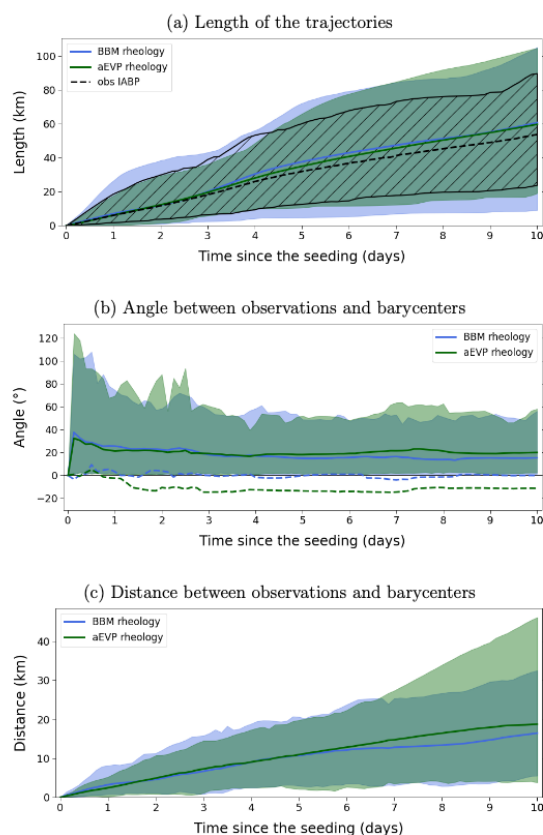 (a) Length of the trajectories
BBM rheology
aEVP rheology
obs IABP
Length (km)
100
80
60
40
20
0
0 1 2 3 4 5 6 7 8 9 10
Time since the seeding (days)
(b) Angle between observations and barycenters
BBM rheology
aEVP rheology
Angle (°)
120
100
80
60
40
20
0
−20
0 1 2 3 4 5 6 7 8 9 10
Time since the seeding (days)
(c) Distance between observations and barycenters
BBM rheology
aEVP rheology
Distance (km)
40
30
20
10
0
0 1 2 3 4 5 6 7 8 9 10
Time since the seeding (days)